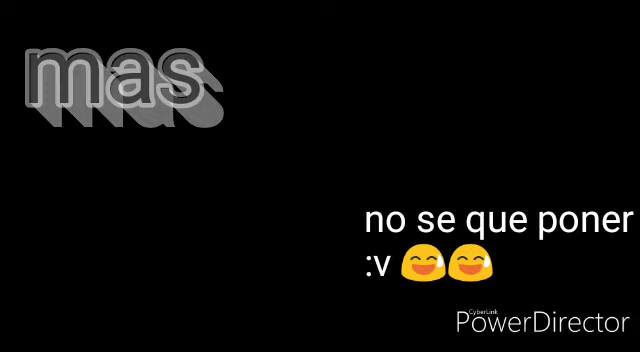 mas
no se que poner
:v 😅😅
CyberLink
PowerDirector